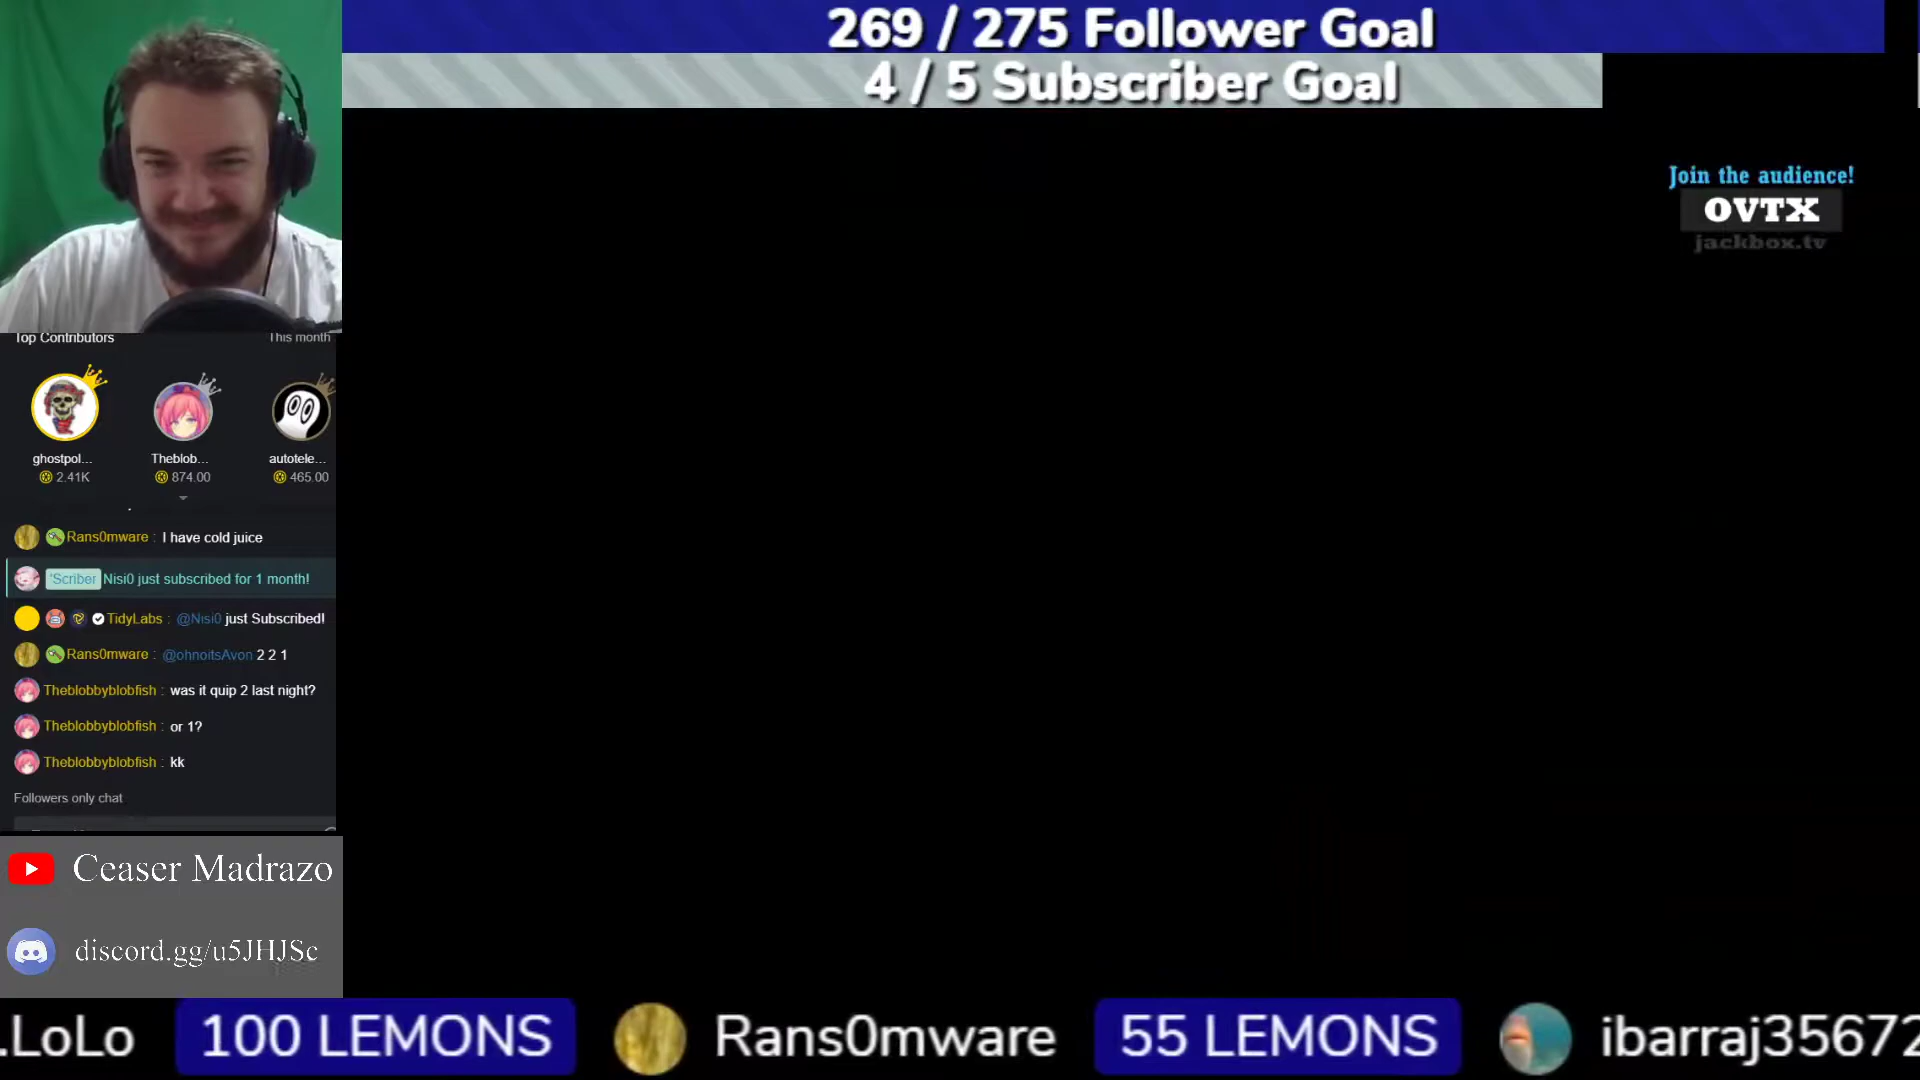 269 / 275 Follower Goal
4 / 5 Subscriber Goal
Join the audience!
OVTX
jackbox.tv
Top Contributors
This month
ghostpol...
Theblob...
autotele...
2.41K
874.00
465.00
Rans0mware : I have cold juice
'Scriber Nisi0 just subscribed for 1 month!
TidyLabs : @Nisi0 just Subscribed!
Rans0mware : @ohnoitsAvon 2 2 1
Theblobbyblobfish : was it quip 2 last night?
Theblobbyblobfish : or 1?
Theblobbyblobfish : kk
Followers only chat
Ceaser Madrazo
discord.gg/u5JHJSc
.LoLo 100 LEMONS Rans0mware 55 LEMONS ibarraj35672